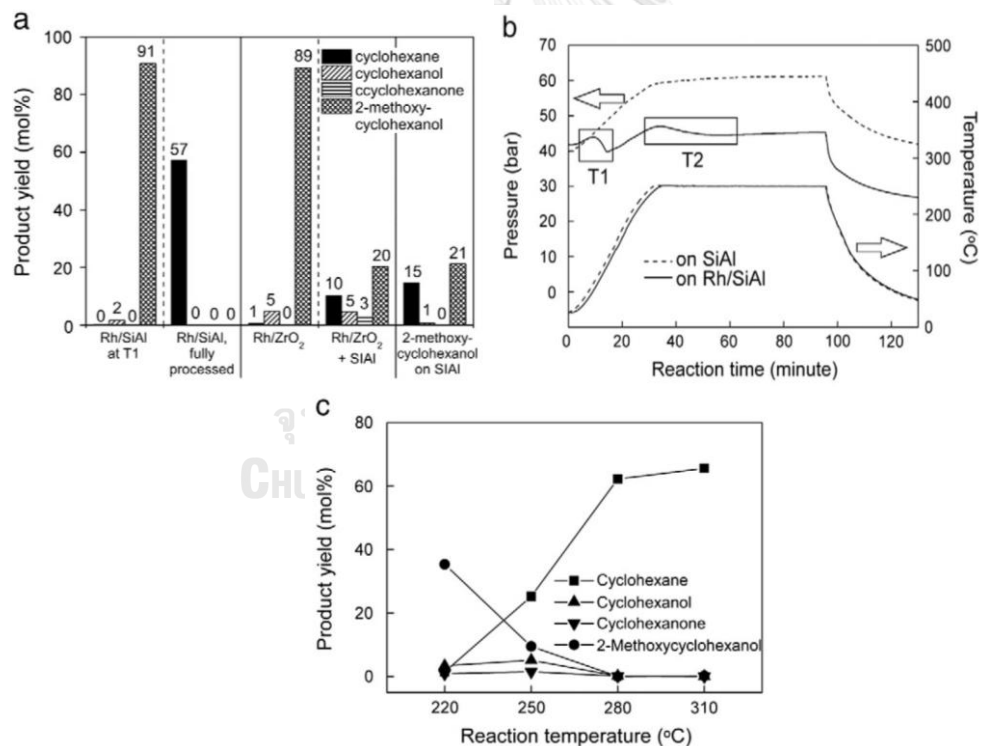 a
100
80
60
40
20
0
Product yield (mol%)
cyclohexane
cyclohexanol
ccyclohexanone
2-methoxy-
cyclohexanol
0 2 0 91
57 0 0 0
1 5 0 89
10 5 3 20
15 1 0 21
Rh/SiAl
at T1
Rh/SiAl,
fully
processed
Rh/ZrO₂
Rh/ZrO₂
+ SIAl
2-methoxy-
cyclohexanol
on SIAl
b
70
60
50
40
30
20
10
0
Pressure (bar)
T1
T2
on SiAl
on Rh/SiAl
500
400
300
200
100
0
Temperature (°C)
0 20 40 60 80 100 120
Reaction time (minute)
c
80
60
40
20
0
Product yield (mol%)
Cyclohexane
Cyclohexanol
Cyclohexanone
2-Methoxycyclohexanol
220 250 280 310
Reaction temperature (°C)
จุ
CHU